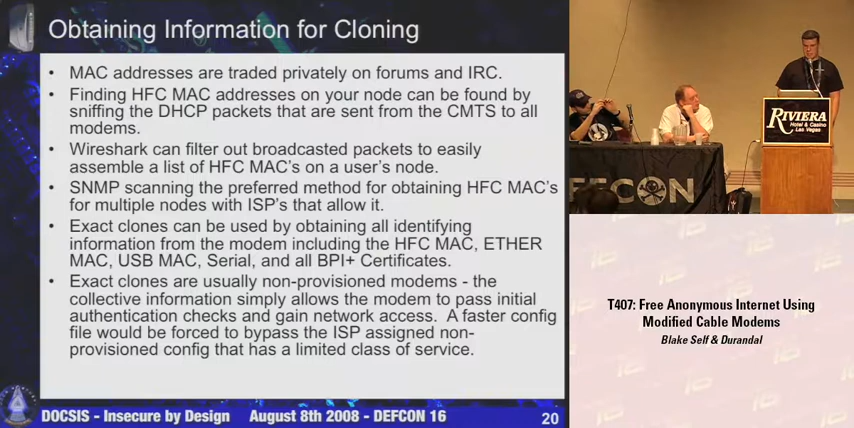 Obtaining Information for Cloning
• MAC addresses are traded privately on forums and IRC.
• Finding HFC MAC addresses on your node can be found by
sniffing the DHCP packets that are sent from the CMTS to all
modems.
• Wireshark can filter out broadcasted packets to easily
assemble a list of HFC MAC's on a user's node.
• SNMP scanning the preferred method for obtaining HFC MAC's
for multiple nodes with ISP's that allow it.
• Exact clones can be used by obtaining all identifying
information from the modem including the HFC MAC, ETHER
MAC, USB MAC, Serial, and all BPI+ Certificates.
• Exact clones are usually non-provisioned modems - the
collective information simply allows the modem to pass initial
authentication checks and gain network access. A faster config
file would be forced to bypass the ISP assigned non-
provisioned config that has a limited class of service.
DOCSIS - Insecure by Design August 8th 2008 - DEFCON 16 20
RIVIERA
Hotel & Casino
Las Vegas
DEFCON
T407: Free Anonymous Internet Using
Modified Cable Modems
Blake Self & Durandal